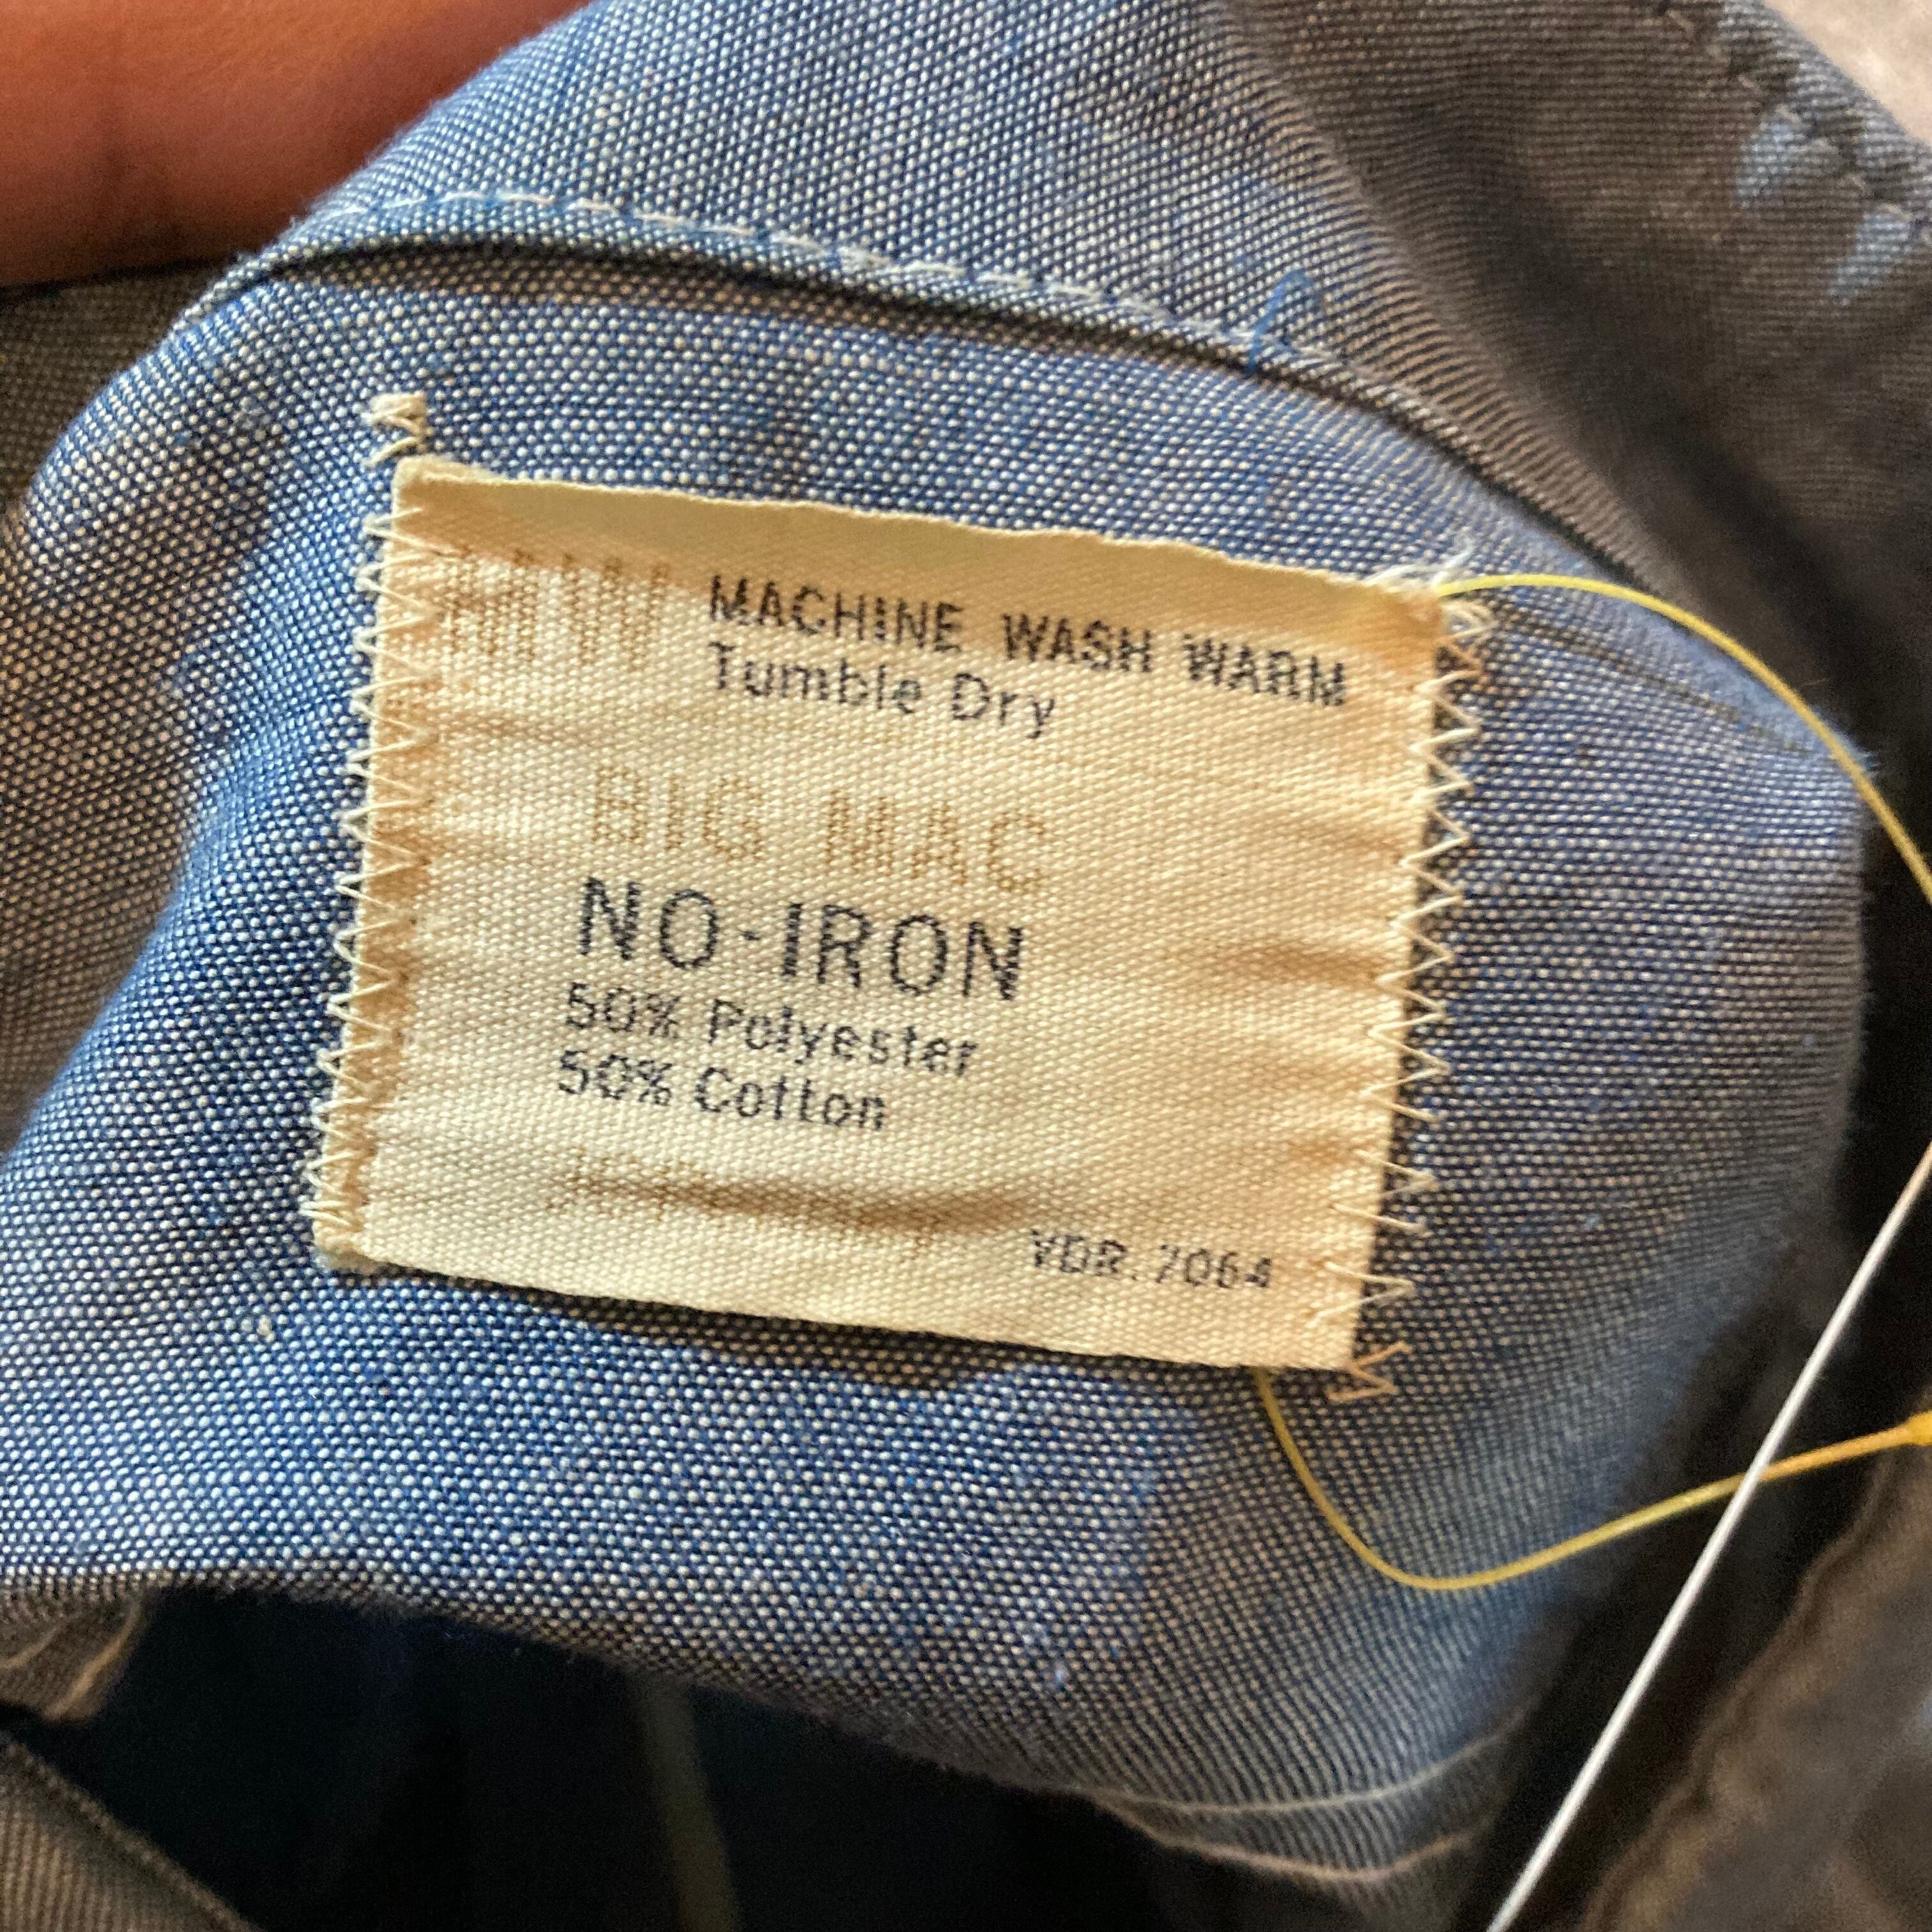 MACHINE WASH WARM
Tumble Dry
BIG MAC
NO-IRON
50% Polyester
50% Cotton
VDR. 7064